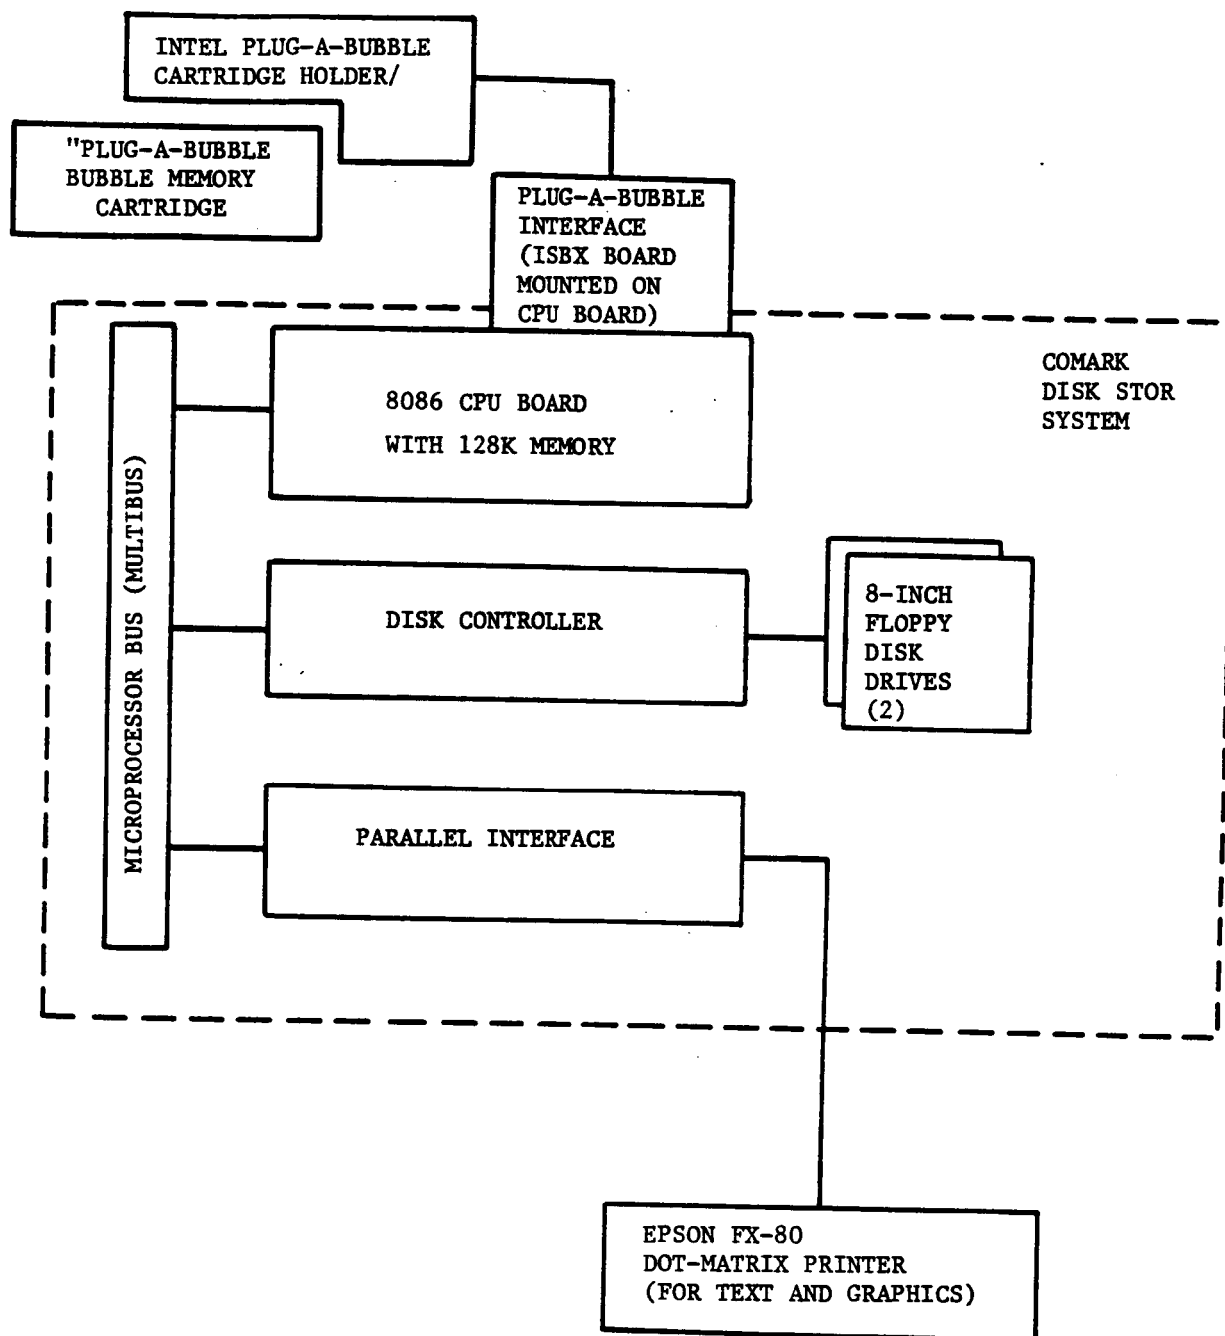 INTEL PLUG-A-BUBBLE
CARTRIDGE HOLDER/
"PLUG-A-BUBBLE
BUBBLE MEMORY
CARTRIDGE
PLUG-A-BUBBLE
INTERFACE
(ISBX BOARD
MOUNTED ON
CPU BOARD)
COMARK
DISK STOR
SYSTEM
8086 CPU BOARD
WITH 128K MEMORY
MICROPROCESSOR BUS (MULTIBUS)
DISK CONTROLLER
8-INCH
FLOPPY
DISK
DRIVES
(2)
PARALLEL INTERFACE
EPSON FX-80
DOT-MATRIX PRINTER
(FOR TEXT AND GRAPHICS)